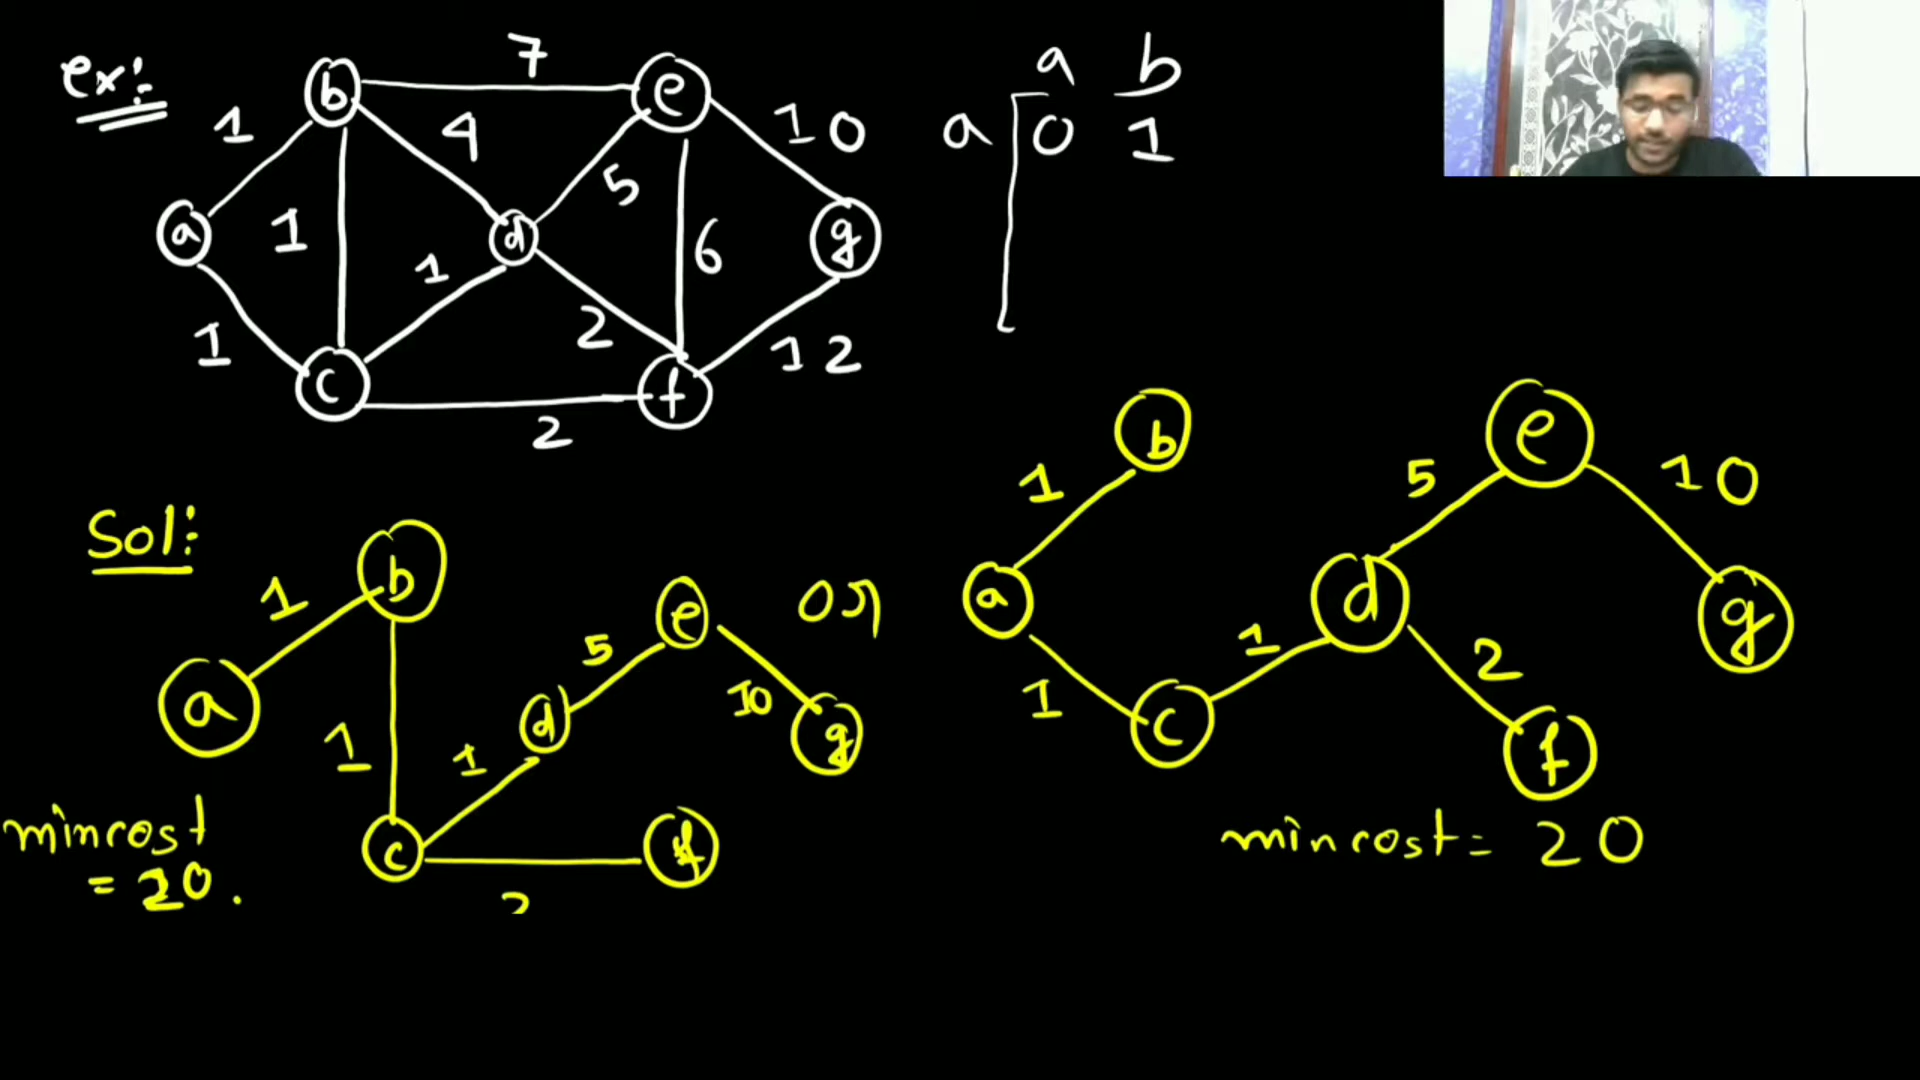 ex:
7
b
e
1
4
10
a
1
d
5
g
1
6
1
2
12
c
f
2
a b
a 0 1
Sol:
1
b
a
1
c
1
d
5
e
10
g
f
mincost
= 20.
or
b
1
a
1
c
1
d
5
e
10
g
2
f
mincost = 20